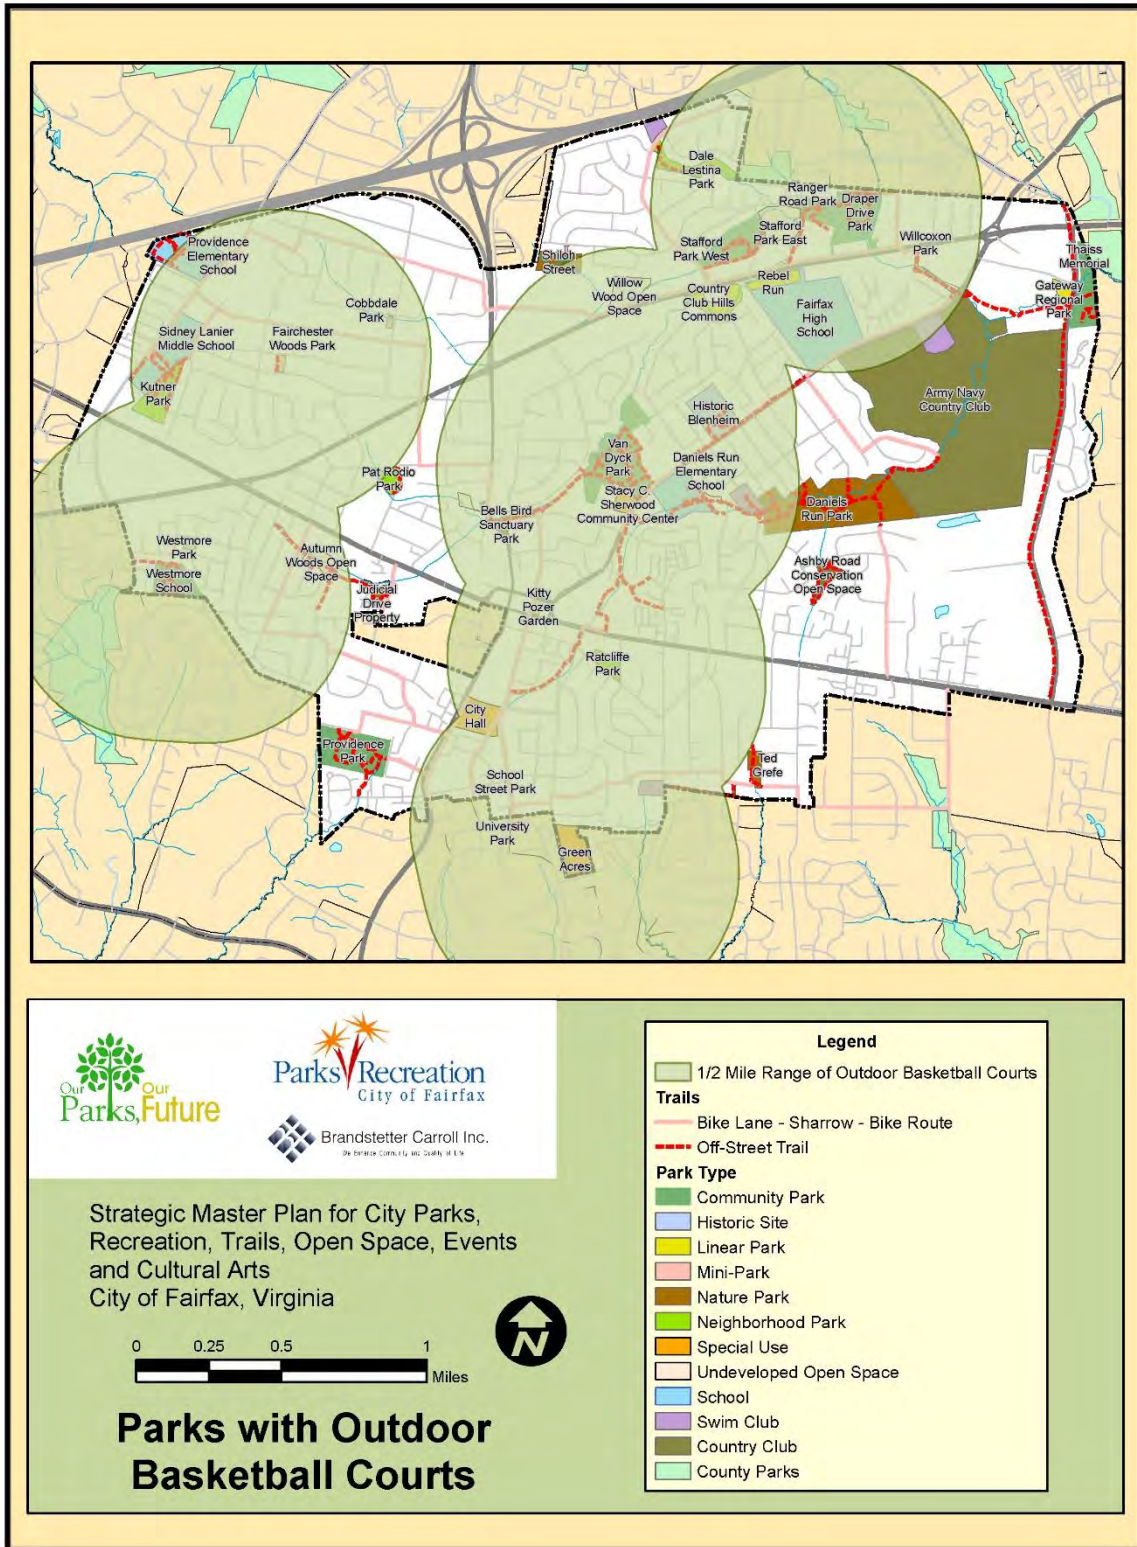 Dale
Lestina
Park
Ranger
Road Park
Draper
Drive
Park
Stafford
Park East
Stafford
Park West
Willcoxon
Park
Thaiss
Memorial
Gateway
Regional
Park
Providence
Elementary
School
Shiloh
Street
Willow
Wood Open
Space
Country
Club Hills
Commons
Rebel
Run
Fairfax
High
School
Cobbdale
Park
Sidney Lanier
Middle School
Fairchester
Woods Park
Kutner
Park
Army Navy
Country Club
Historic
Blenheim
Van
Dyck
Park
Daniels Run
Elementary
School
Pat Rodio
Park
Stacy C.
Sherwood
Community Center
Bells Bird
Sanctuary
Park
Daniels
Run Park
Westmore
Park
Westmore
School
Autumn
Woods Open
Space
Judicial
Drive
Property
Ashby Road
Conservation
Open Space
Kitty
Pozer
Garden
Ratcliffe
Park
City
Hall
Providence
Park
Ted
Grefe
School
Street Park
University
Park
Green
Acres
Our
Parks,
Our
Future
Parks Recreation
City of Fairfax
Brandstetter Carroll Inc.
We Enhance Community and Quality of Life
Strategic Master Plan for City Parks,
Recreation, Trails, Open Space, Events
and Cultural Arts
City of Fairfax, Virginia
0 0.25 0.5 1
Miles
N
Parks with Outdoor
Basketball Courts
Legend
1/2 Mile Range of Outdoor Basketball Courts
Trails
Bike Lane - Sharrow - Bike Route
Off-Street Trail
Park Type
Community Park
Historic Site
Linear Park
Mini-Park
Nature Park
Neighborhood Park
Special Use
Undeveloped Open Space
School
Swim Club
Country Club
County Parks